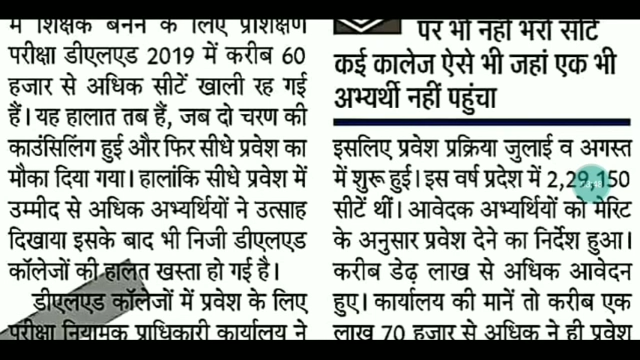 में शिक्षक बनने के लिए प्रशिक्षण
परीक्षा डीएलएड 2019 में करीब 60
हजार से अधिक सीटें खाली रह गई
हैं। यह हालात तब हैं, जब दो चरण की
काउंसिलिंग हुई और फिर सीधे प्रवेश का
मौका दिया गया। हालांकि सीधे प्रवेश में
उम्मीद से अधिक अभ्यर्थियों ने उत्साह
दिखाया इसके बाद भी निजी डीएलएड
कॉलेजों की हालत खस्ता हो गई है।
डीएलएड कॉलेजों में प्रवेश के लिए
परीक्षा नियामक प्राधिकारी कार्यालय ने
पर भी नहीं भरी सीटें
कई कालेज ऐसे भी जहां एक भी
अभ्यर्थी नहीं पहुंचा
इसलिए प्रवेश प्रक्रिया जुलाई व अगस्त
में शुरू हुई। इस वर्ष प्रदेश में 2,29,150
सीटें थीं। आवेदक अभ्यर्थियों को मेरिट
के अनुसार प्रवेश देने का निर्देश हुआ।
करीब डेढ़ लाख से अधिक आवेदन
हुए। कार्यालय की मानें तो करीब एक
लाख 70 हजार से अधिक ने ही प्रवेश